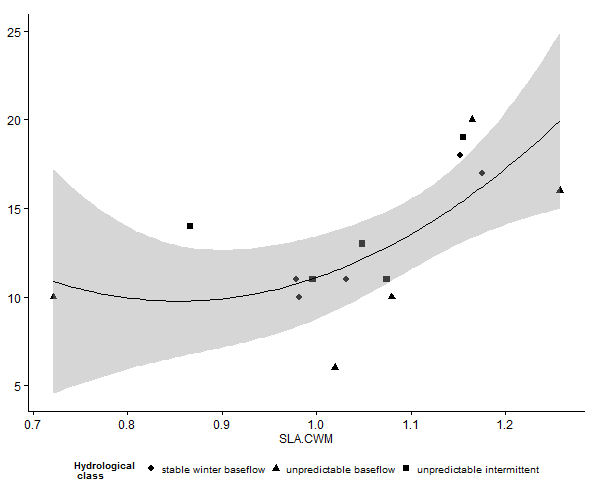 25
20
15
10
5
0.7 0.8 0.9 1.0 1.1 1.2
SLA.CWM
Hydrological class stable winter baseflow unpredictable baseflow unpredictable intermittent